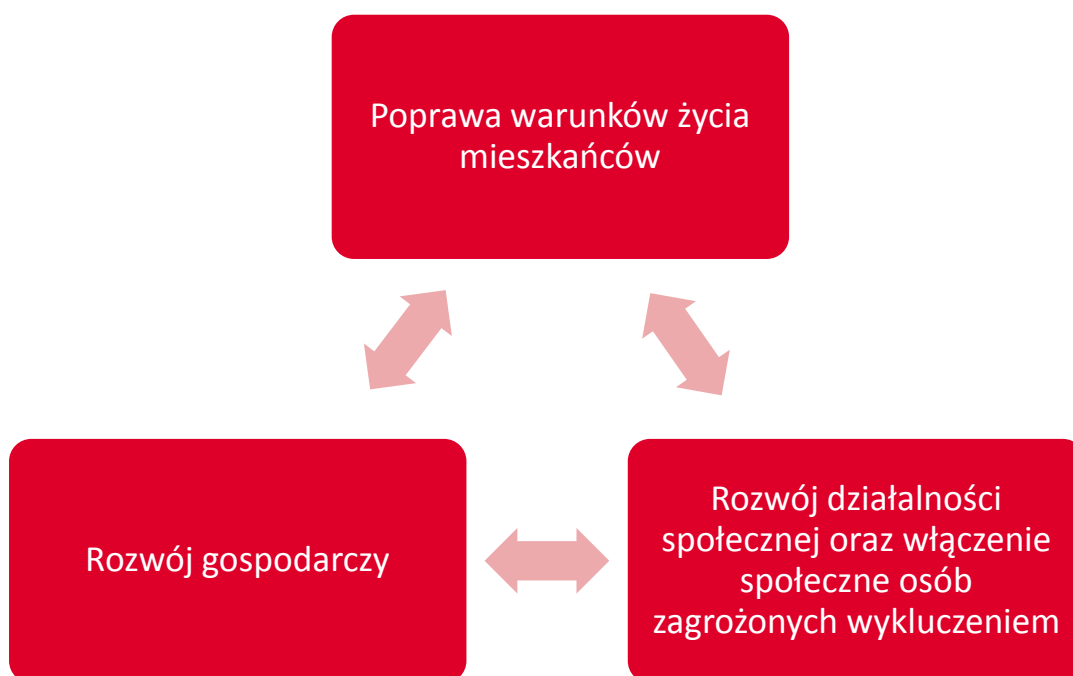 Poprawa warunków życia
mieszkańców
Rozwój gospodarczy
Rozwój działalności
społecznej oraz włączenie
społeczne osób
zagrożonych wykluczeniem